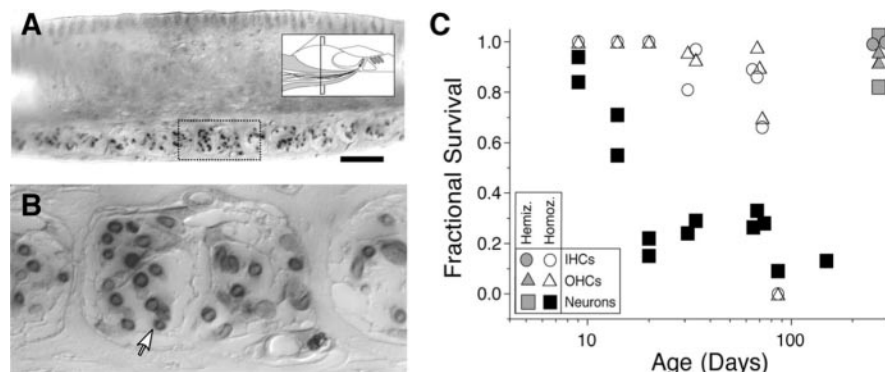 A
B
C
Fractional Survival
1.0
0.8
0.6
0.4
0.2
0.0
Hemiz.
Homoz.
IHCs
OHCs
Neurons
10
100
Age (Days)